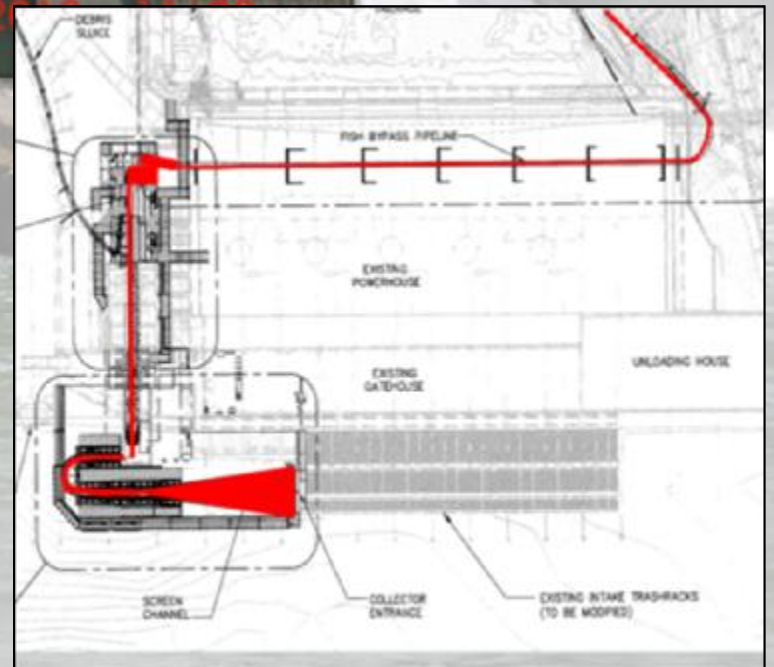 DEBRIS
SLUICE
FISH BYPASS PIPELINE
EXISTING
POWERHOUSE
EXISTING
GATEHOUSE
UNLOADING HOUSE
SCREEN
CHANNEL
COLLECTOR
ENTRANCE
EXISTING INTAKE TRASHRACKS
(TO BE MODIFIED)